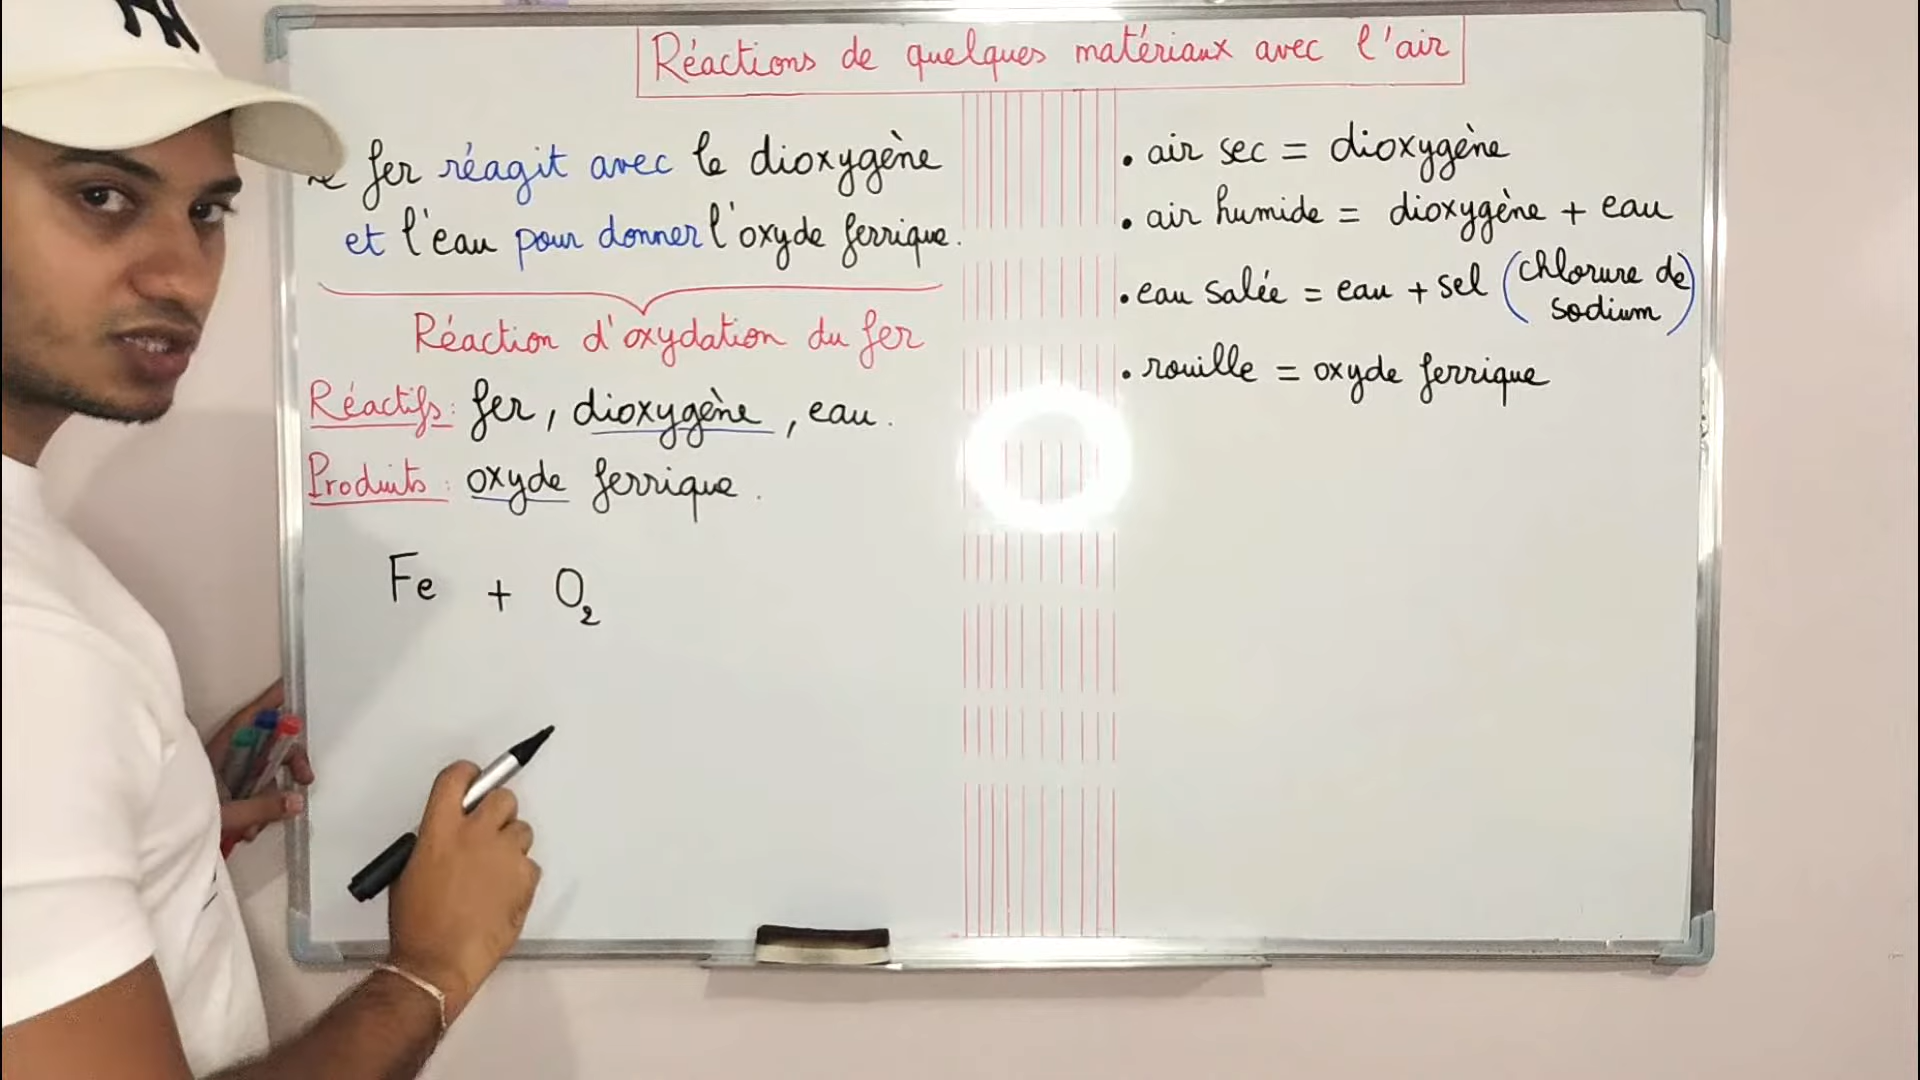 Réactions de quelques matériaux avec l'air
fer réagit avec le dioxygène
et l'eau pour donner l'oxyde ferrique.
Réaction d'oxydation du fer
Réactifs : fer, dioxygène, eau.
Produits : oxyde ferrique.
Fe + O2
• air sec = dioxygène
• air humide = dioxygène + eau
• eau salée = eau + sel (chlorure de
sodium)
• rouille = oxyde ferrique